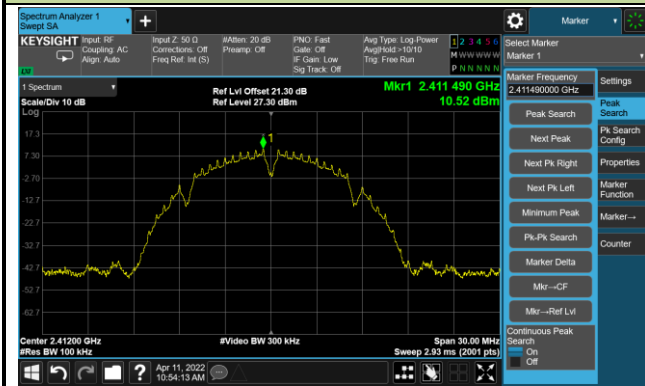 Spectrum Analyzer 1
Swept SA
Marker
KEYSIGHT
Input: RF
Coupling: AC
Align: Auto
Input Z: 50 Ω
Corrections: Off
Freq Ref: Int (S)
#Atten: 20 dB
Preamp: Off
PNO: Fast
Gate: Off
IF Gain: Low
Sig Track: Off
Avg Type: Log-Power
Avg|Hold:>10/10
Trig: Free Run
1 2 3 4 5 6
M W W W W W
P N N N N N
LXI
Select Marker
Marker 1
1 Spectrum
Scale/Div 10 dB
Log
Ref Lvl Offset 21.30 dB
Ref Level 27.30 dBm
Mkr1 2.411 490 GHz
10.52 dBm
17.3
7.30
-2.70
-12.7
-22.7
-32.7
-42.7
-52.7
-62.7
1
Center 2.41200 GHz
#Res BW 100 kHz
#Video BW 300 kHz
Span 30.00 MHz
Sweep 2.93 ms (2001 pts)
Marker Frequency
2.411490000 GHz
Peak Search
Next Peak
Next Pk Right
Next Pk Left
Minimum Peak
Pk-Pk Search
Marker Delta
Mkr→CF
Mkr→Ref Lvl
Continuous Peak
Search
On
Off
Settings
Peak
Search
Pk Search
Config
Properties
Marker
Function
Marker→
Counter
?
Apr 11, 2022
10:54:13 AM